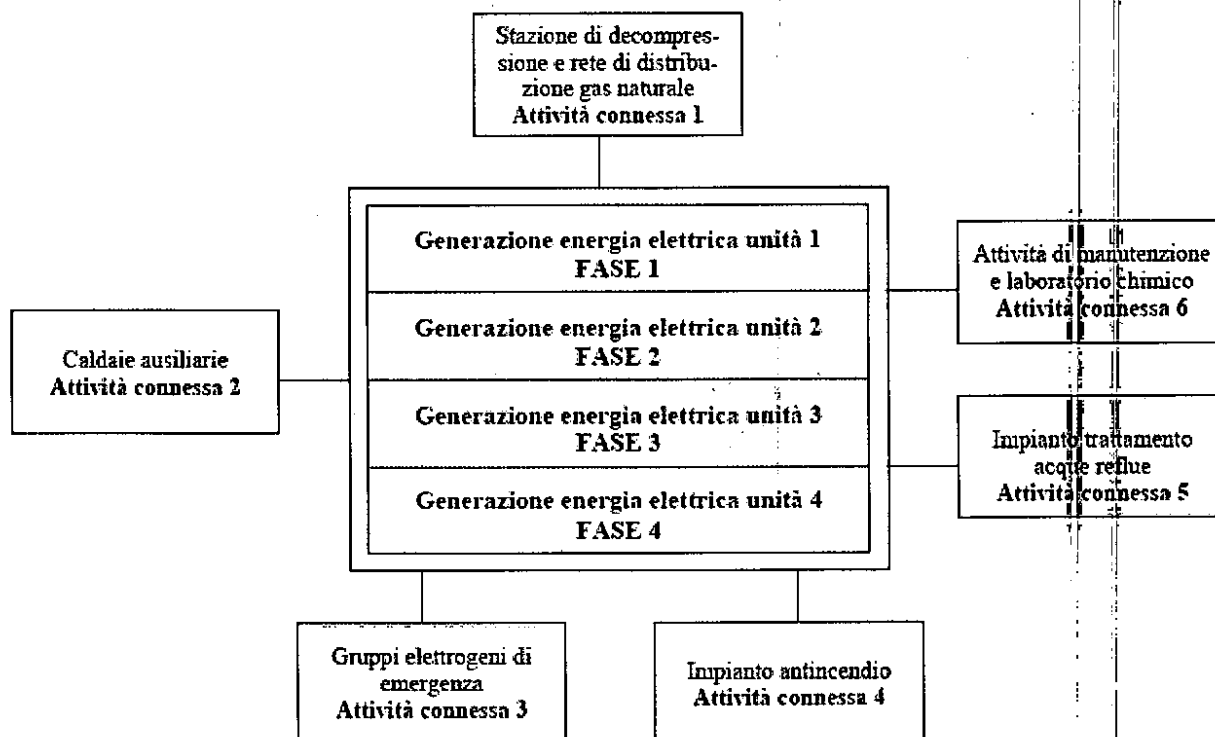 Stazione di decompres-
sione e rete di distribu-
zione gas naturale
Attività connessa 1
Generazione energia elettrica unità 1
FASE 1
Generazione energia elettrica unità 2
FASE 2
Generazione energia elettrica unità 3
FASE 3
Generazione energia elettrica unità 4
FASE 4
Caldaie ausiliarie
Attività connessa 2
Attività di manutenzione
e laboratorio chimico
Attività connessa 6
Impianto trattamento
acque reflue
Attività connessa 5
Gruppi elettrogeni di
emergenza
Attività connessa 3
Impianto antincendio
Attività connessa 4